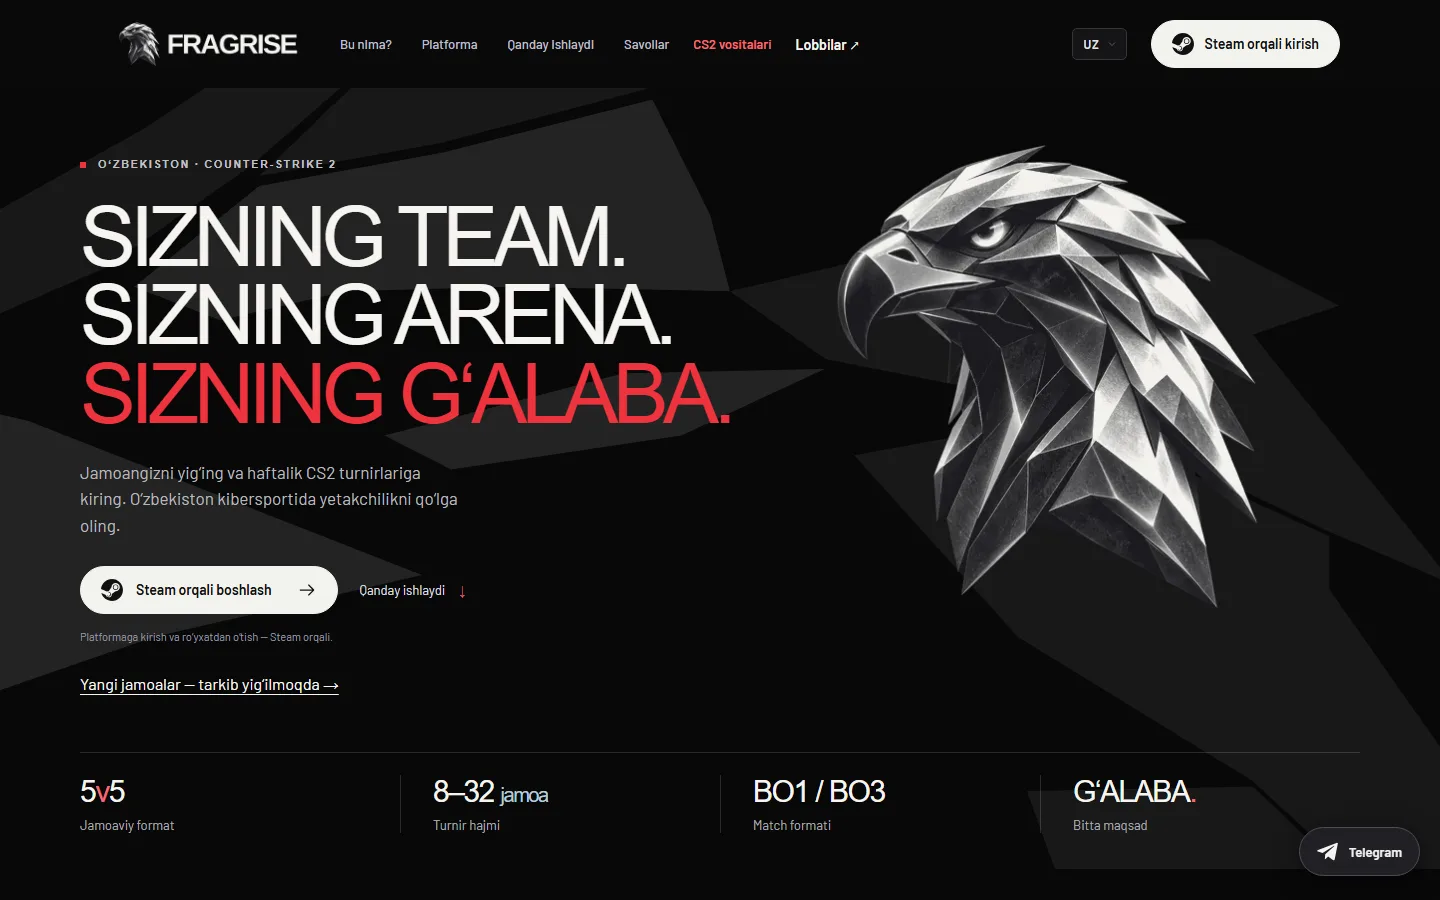 FRAGRISE
Bu nima?
Platforma
Qanday Ishlaydi
Savollar
CS2 vositalari
Lobbilar ↗
UZ
Steam orqali kirish
OʻZBEKISTON · COUNTER-STRIKE 2
SIZNING TEAM.
SIZNING ARENA.
SIZNING G‘ALABA.
Jamoangizni yig‘ing va haftalik CS2 turnirlariga
kiring. O‘zbekiston kibersportida yetakchilikni qo‘lga
oling.
Steam orqali boshlash →
Qanday ishlaydi ↓
Platformaga kirish va ro‘yxatdan o‘tish — Steam orqali.
Yangi jamoalar — tarkib yig‘ilmoqda →
5v5
Jamoaviy format
8–32 jamoa
Turnir hajmi
BO1 / BO3
Match formati
G‘ALABA.
Bitta maqsad
Telegram